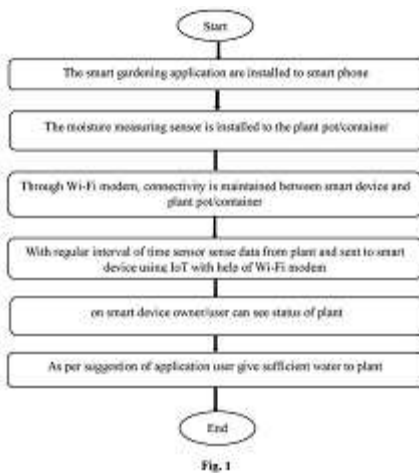 Start
The smart gardening application are installed to smart phone
The moisture measuring sensor is installed to the plant pot/container
Through Wi-Fi modem, connectivity is maintained between smart device and
plant pot/container
With regular interval of time sensor sense data from plant and sent to smart
device using IoT with help of Wi-Fi modem
on smart device owner/user can see status of plant
As per suggestion of application user give sufficient water to plant
End
Fig. 1